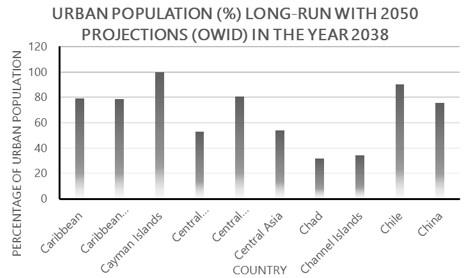 URBAN POPULATION (%) LONG-RUN WITH 2050
PROJECTIONS (OWID) IN THE YEAR 2038
PERCENTAGE OF URBAN POPULATION
120
100
80
60
40
20
0
Caribbean
Caribbean...
Cayman Islands
Central...
Central...
Central Asia
Chad
Channel Islands
Chile
China
COUNTRY